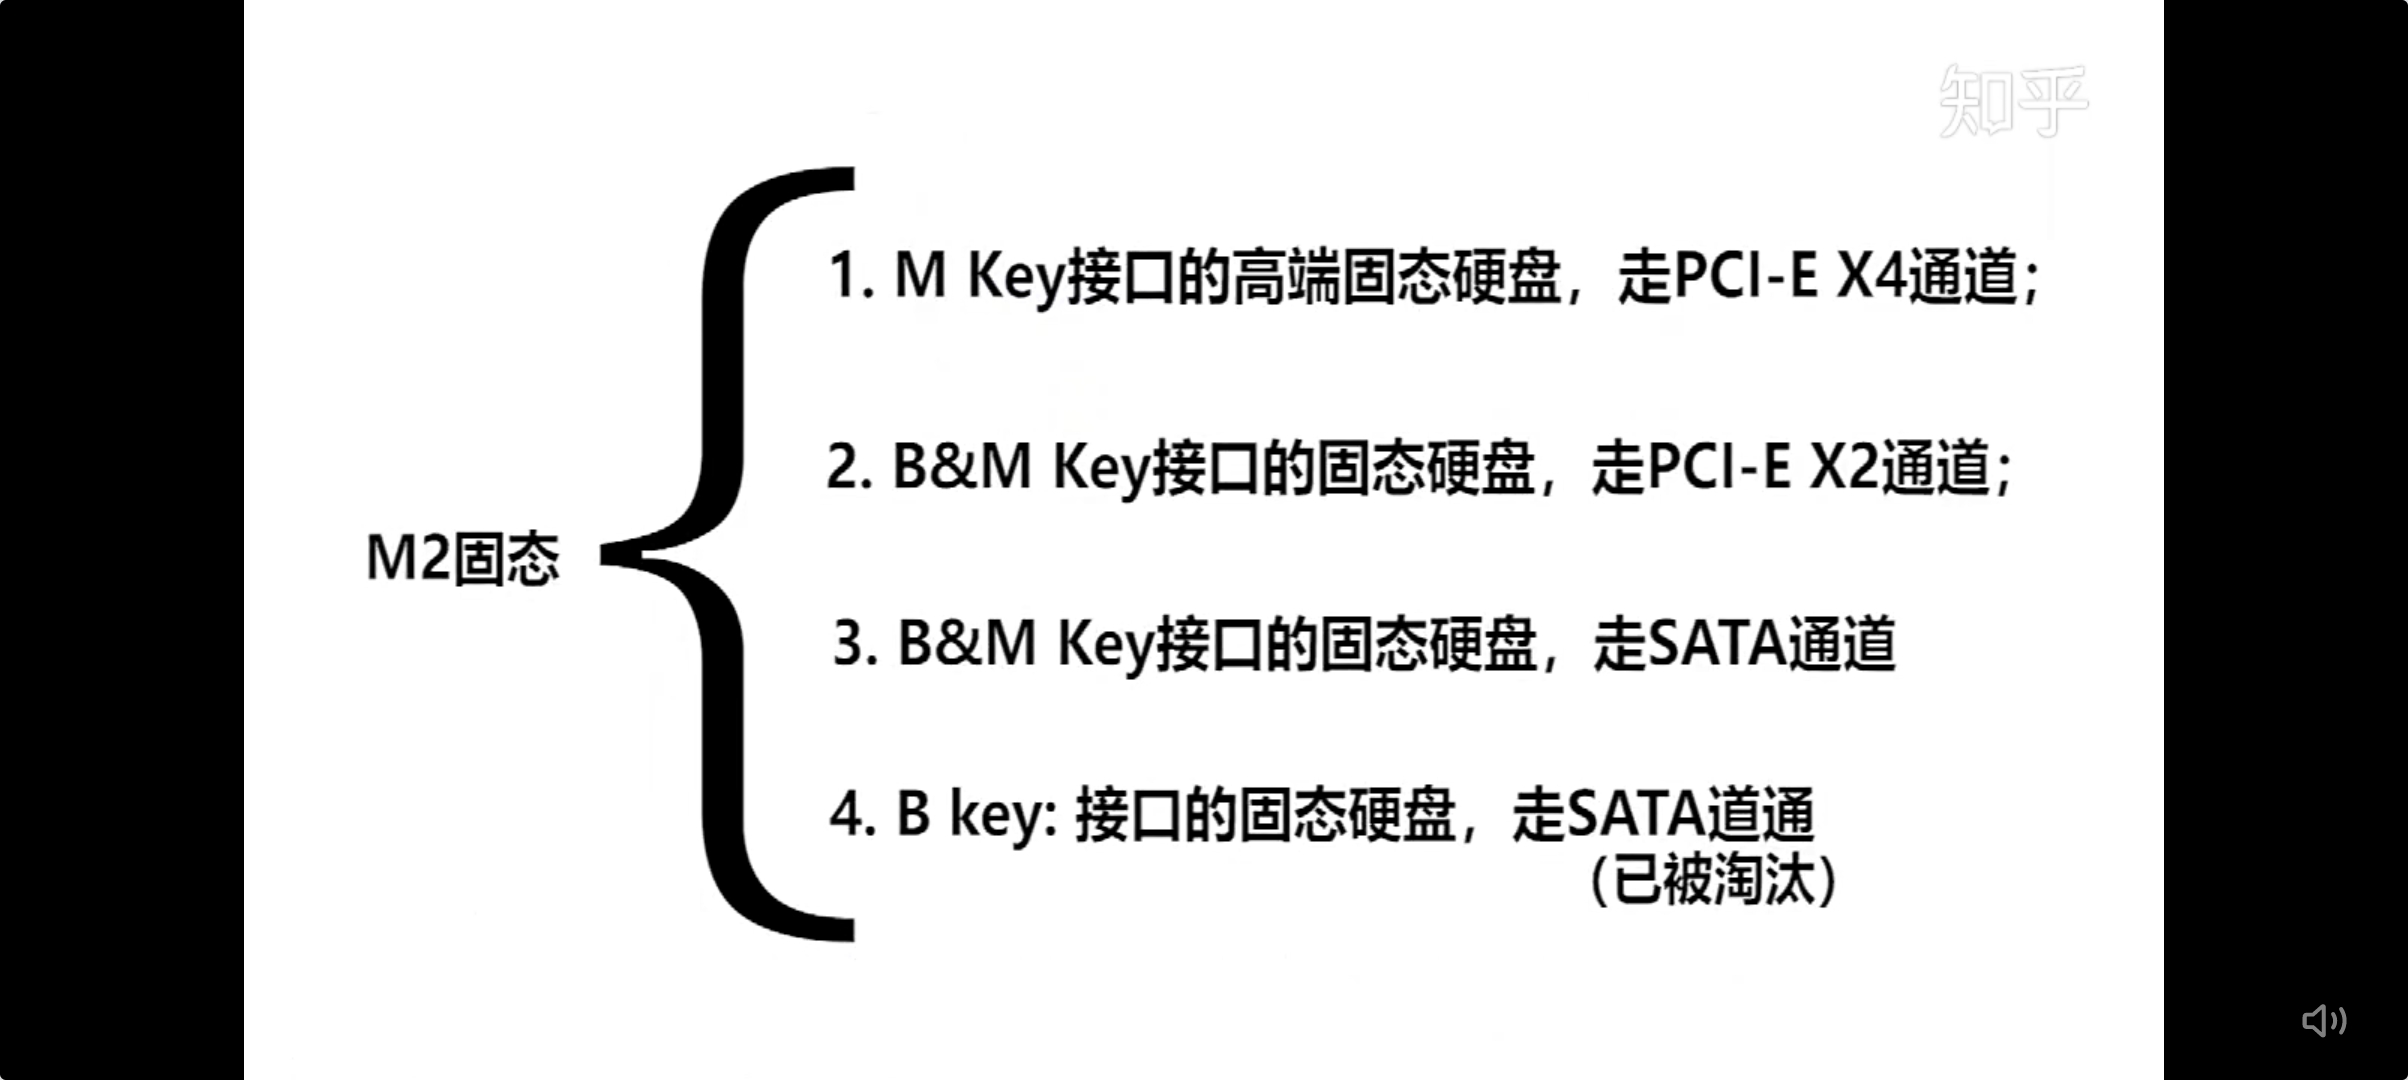 知乎
1. M Key接口的高端固态硬盘，走PCI-E X4通道；
2. B&M Key接口的固态硬盘，走PCI-E X2通道；
M2固态
3. B&M Key接口的固态硬盘，走SATA通道
4. B key: 接口的固态硬盘，走SATA道通
（已被淘汰）